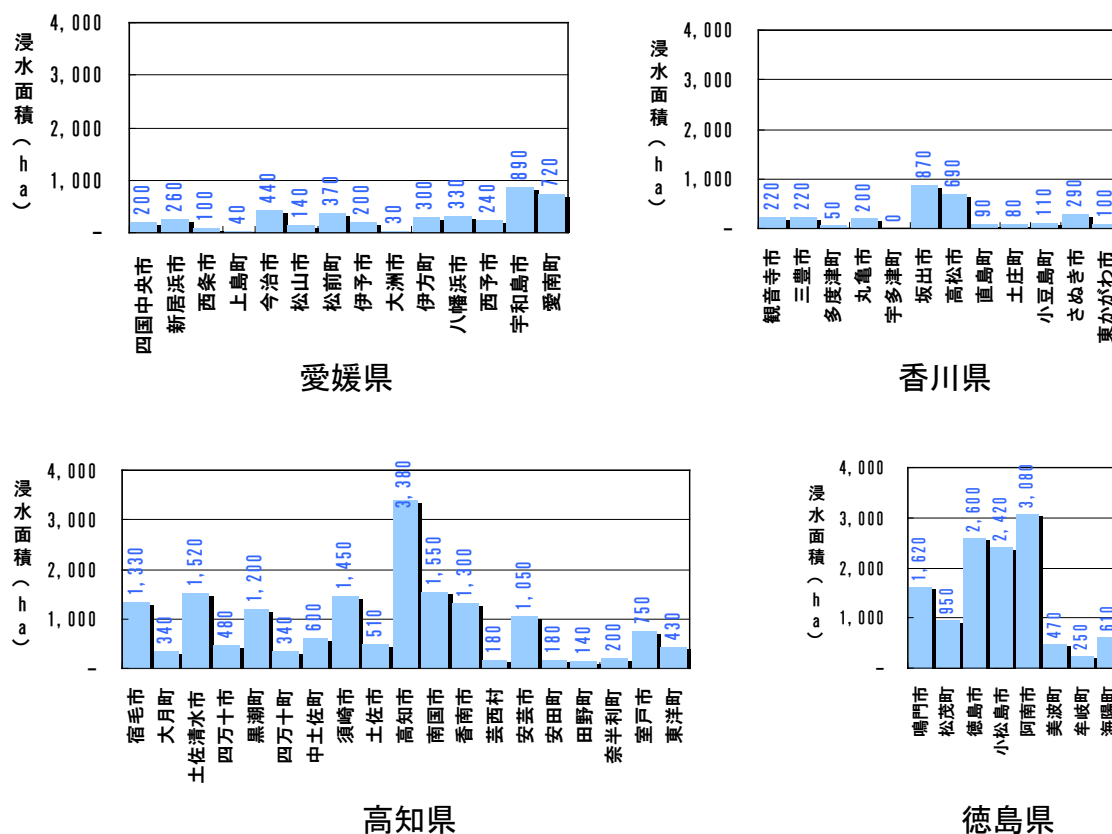 浸水面積(ha)
4,000
3,000
2,000
1,000
-
200
260
100
40
440
140
370
200
30
300
330
240
890
720
四国中央市
新居浜市
西条市
上島町
今治市
松山市
松前町
伊予市
大洲市
伊方町
八幡浜市
西予市
宇和島市
愛南町
愛媛県
浸水面積(ha)
4,000
3,000
2,000
1,000
-
220
220
50
200
0
870
690
90
80
110
290
100
観音寺市
三豊市
多度津町
丸亀市
宇多津町
坂出市
高松市
直島町
土庄町
小豆島町
さぬき市
東かがわ市
香川県
浸水面積(ha)
4,000
3,000
2,000
1,000
-
1,330
340
1,520
480
1,200
340
600
1,450
510
3,380
1,550
1,300
180
1,050
180
140
200
750
430
宿毛市
大月町
土佐清水市
四万十市
黒潮町
四万十町
中土佐町
須崎市
土佐市
高知市
南国市
香南市
芸西村
安芸市
安田町
田野町
奈半利町
室戸市
東洋町
高知県
浸水面積(ha)
4,000
3,000
2,000
1,000
-
1,620
950
2,600
2,420
3,080
470
250
610
鳴門市
松茂町
徳島市
小松島市
阿南市
美波町
牟岐町
海陽町
徳島県